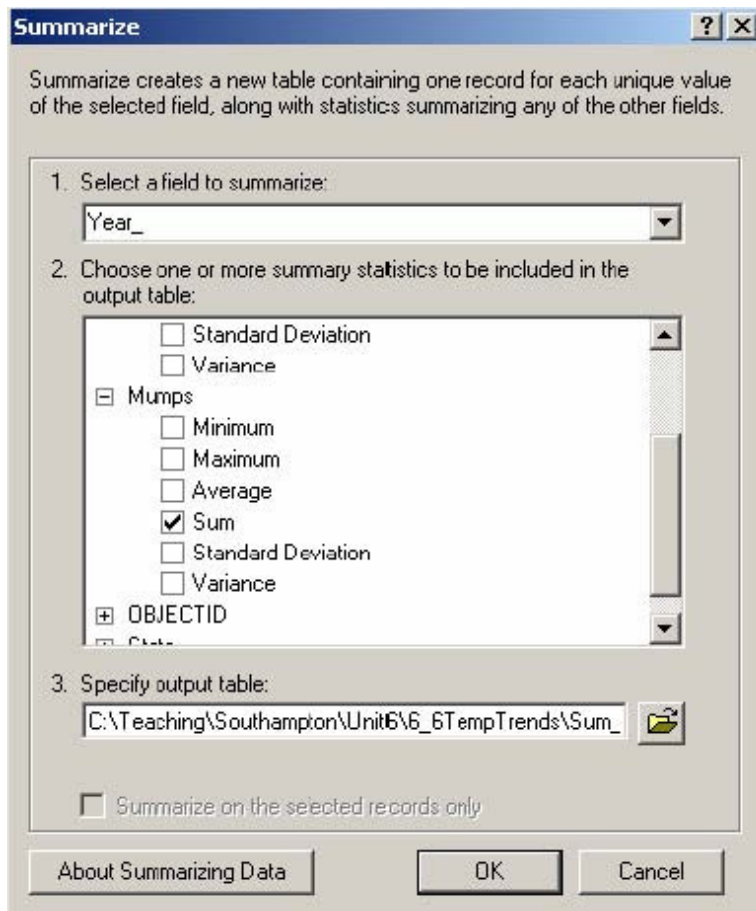 Summarize
Summarize creates a new table containing one record for each unique value
of the selected field, along with statistics summarizing any of the other fields.
1. Select a field to summarize:
Year_
2. Choose one or more summary statistics to be included in the
output table:
Standard Deviation
Variance
Mumps
Minimum
Maximum
Average
Sum
Standard Deviation
Variance
OBJECTID
3. Specify output table:
C:\Teaching\Southampton\Unit6\6_6TempTrends\Sum_
Summarize on the selected records only
About Summarizing Data
OK
Cancel